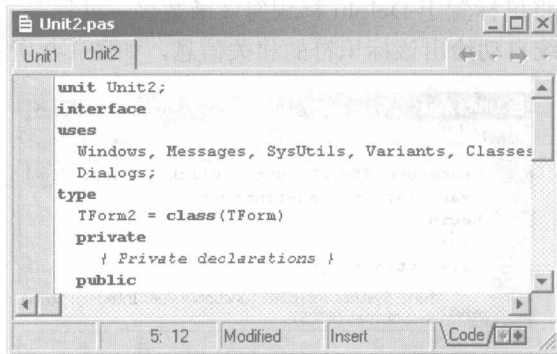 Unit2.pas
Unit1 Unit2
unit Unit2;
interface
uses
Windows, Messages, SysUtils, Variants, Classes
Dialogs;
type
TForm2 = class(TForm)
private
{ Private declarations }
public
5: 12 Modified Insert Code